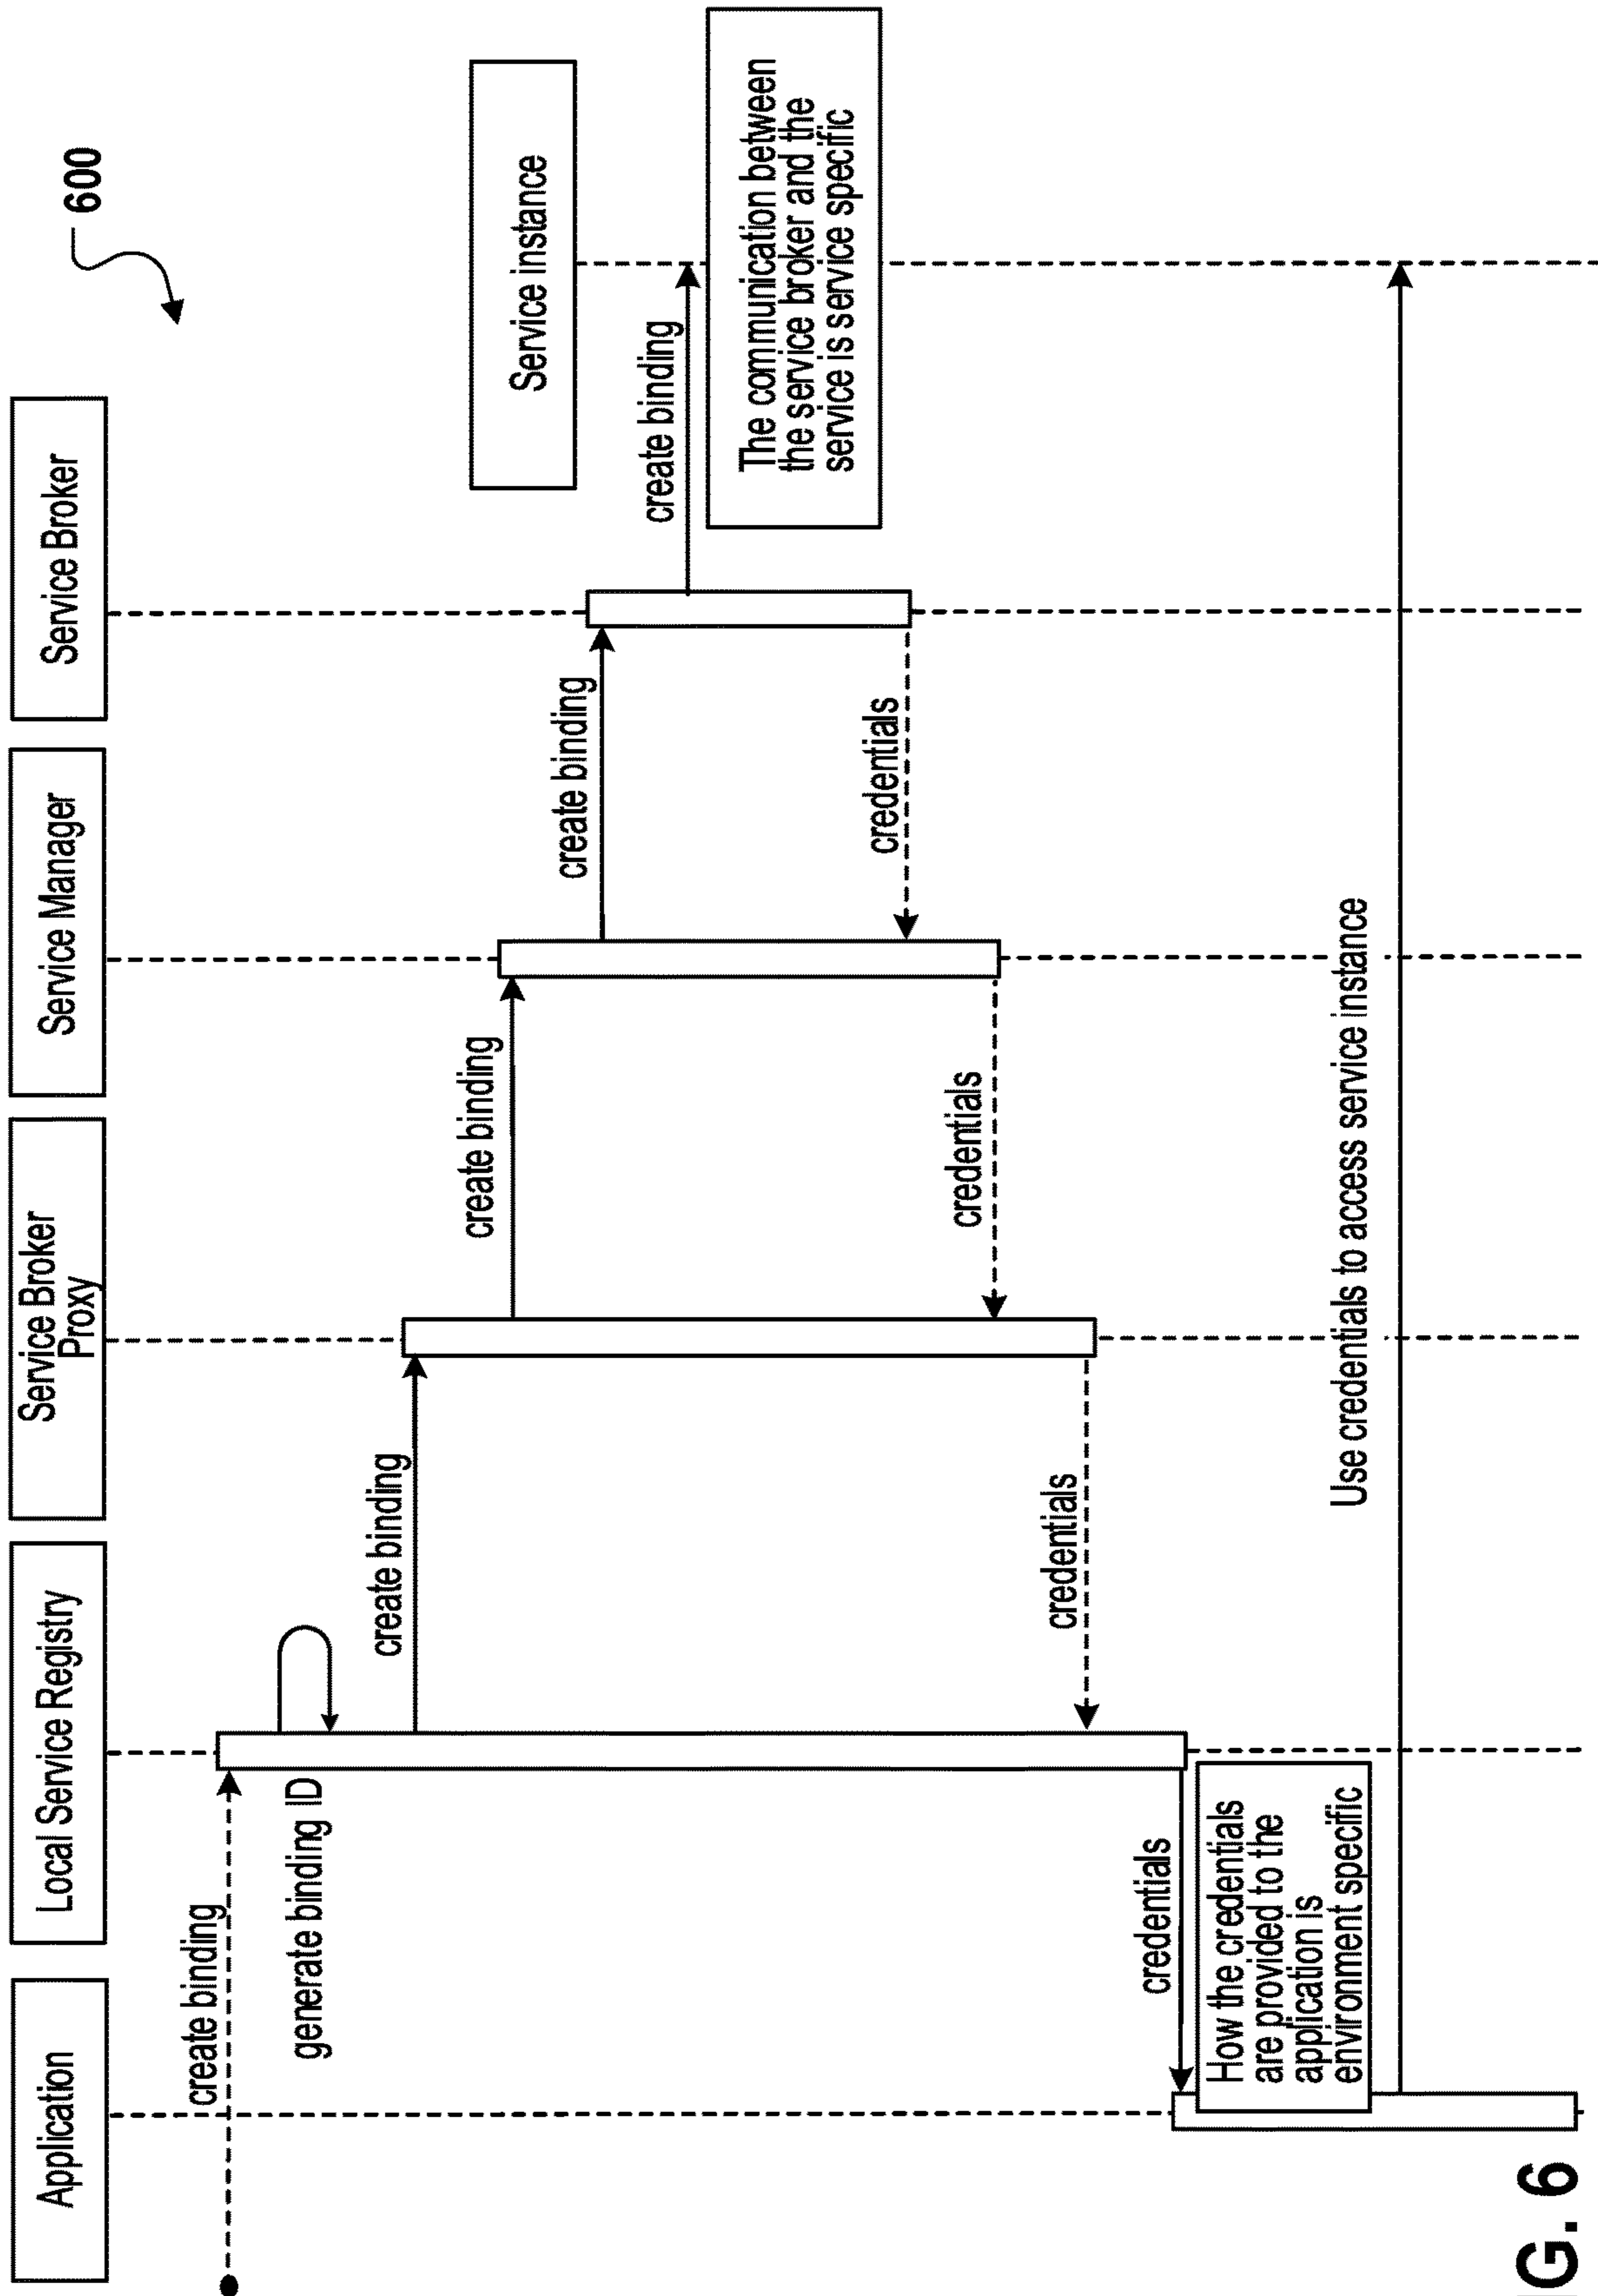 600
Application
Local Service Registry
Service Broker
Proxy
Service Manager
Service Broker
Service instance
create binding
generate binding ID
create binding
create binding
create binding
create binding
The communication between
the service broker and the
service is service specific
credentials
credentials
credentials
credentials
How the credentials
are provided to the
application is
environment specific
Use credentials to access service instance
G. 6